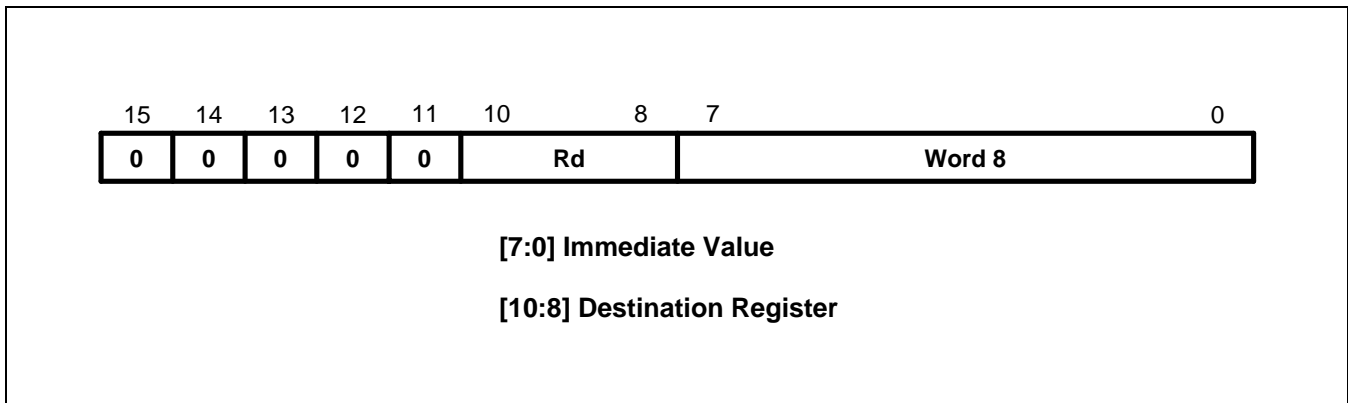 15 14 13 12 11 10 8 7 0
0 0 0 0 0 Rd Word 8
[7:0] Immediate Value
[10:8] Destination Register